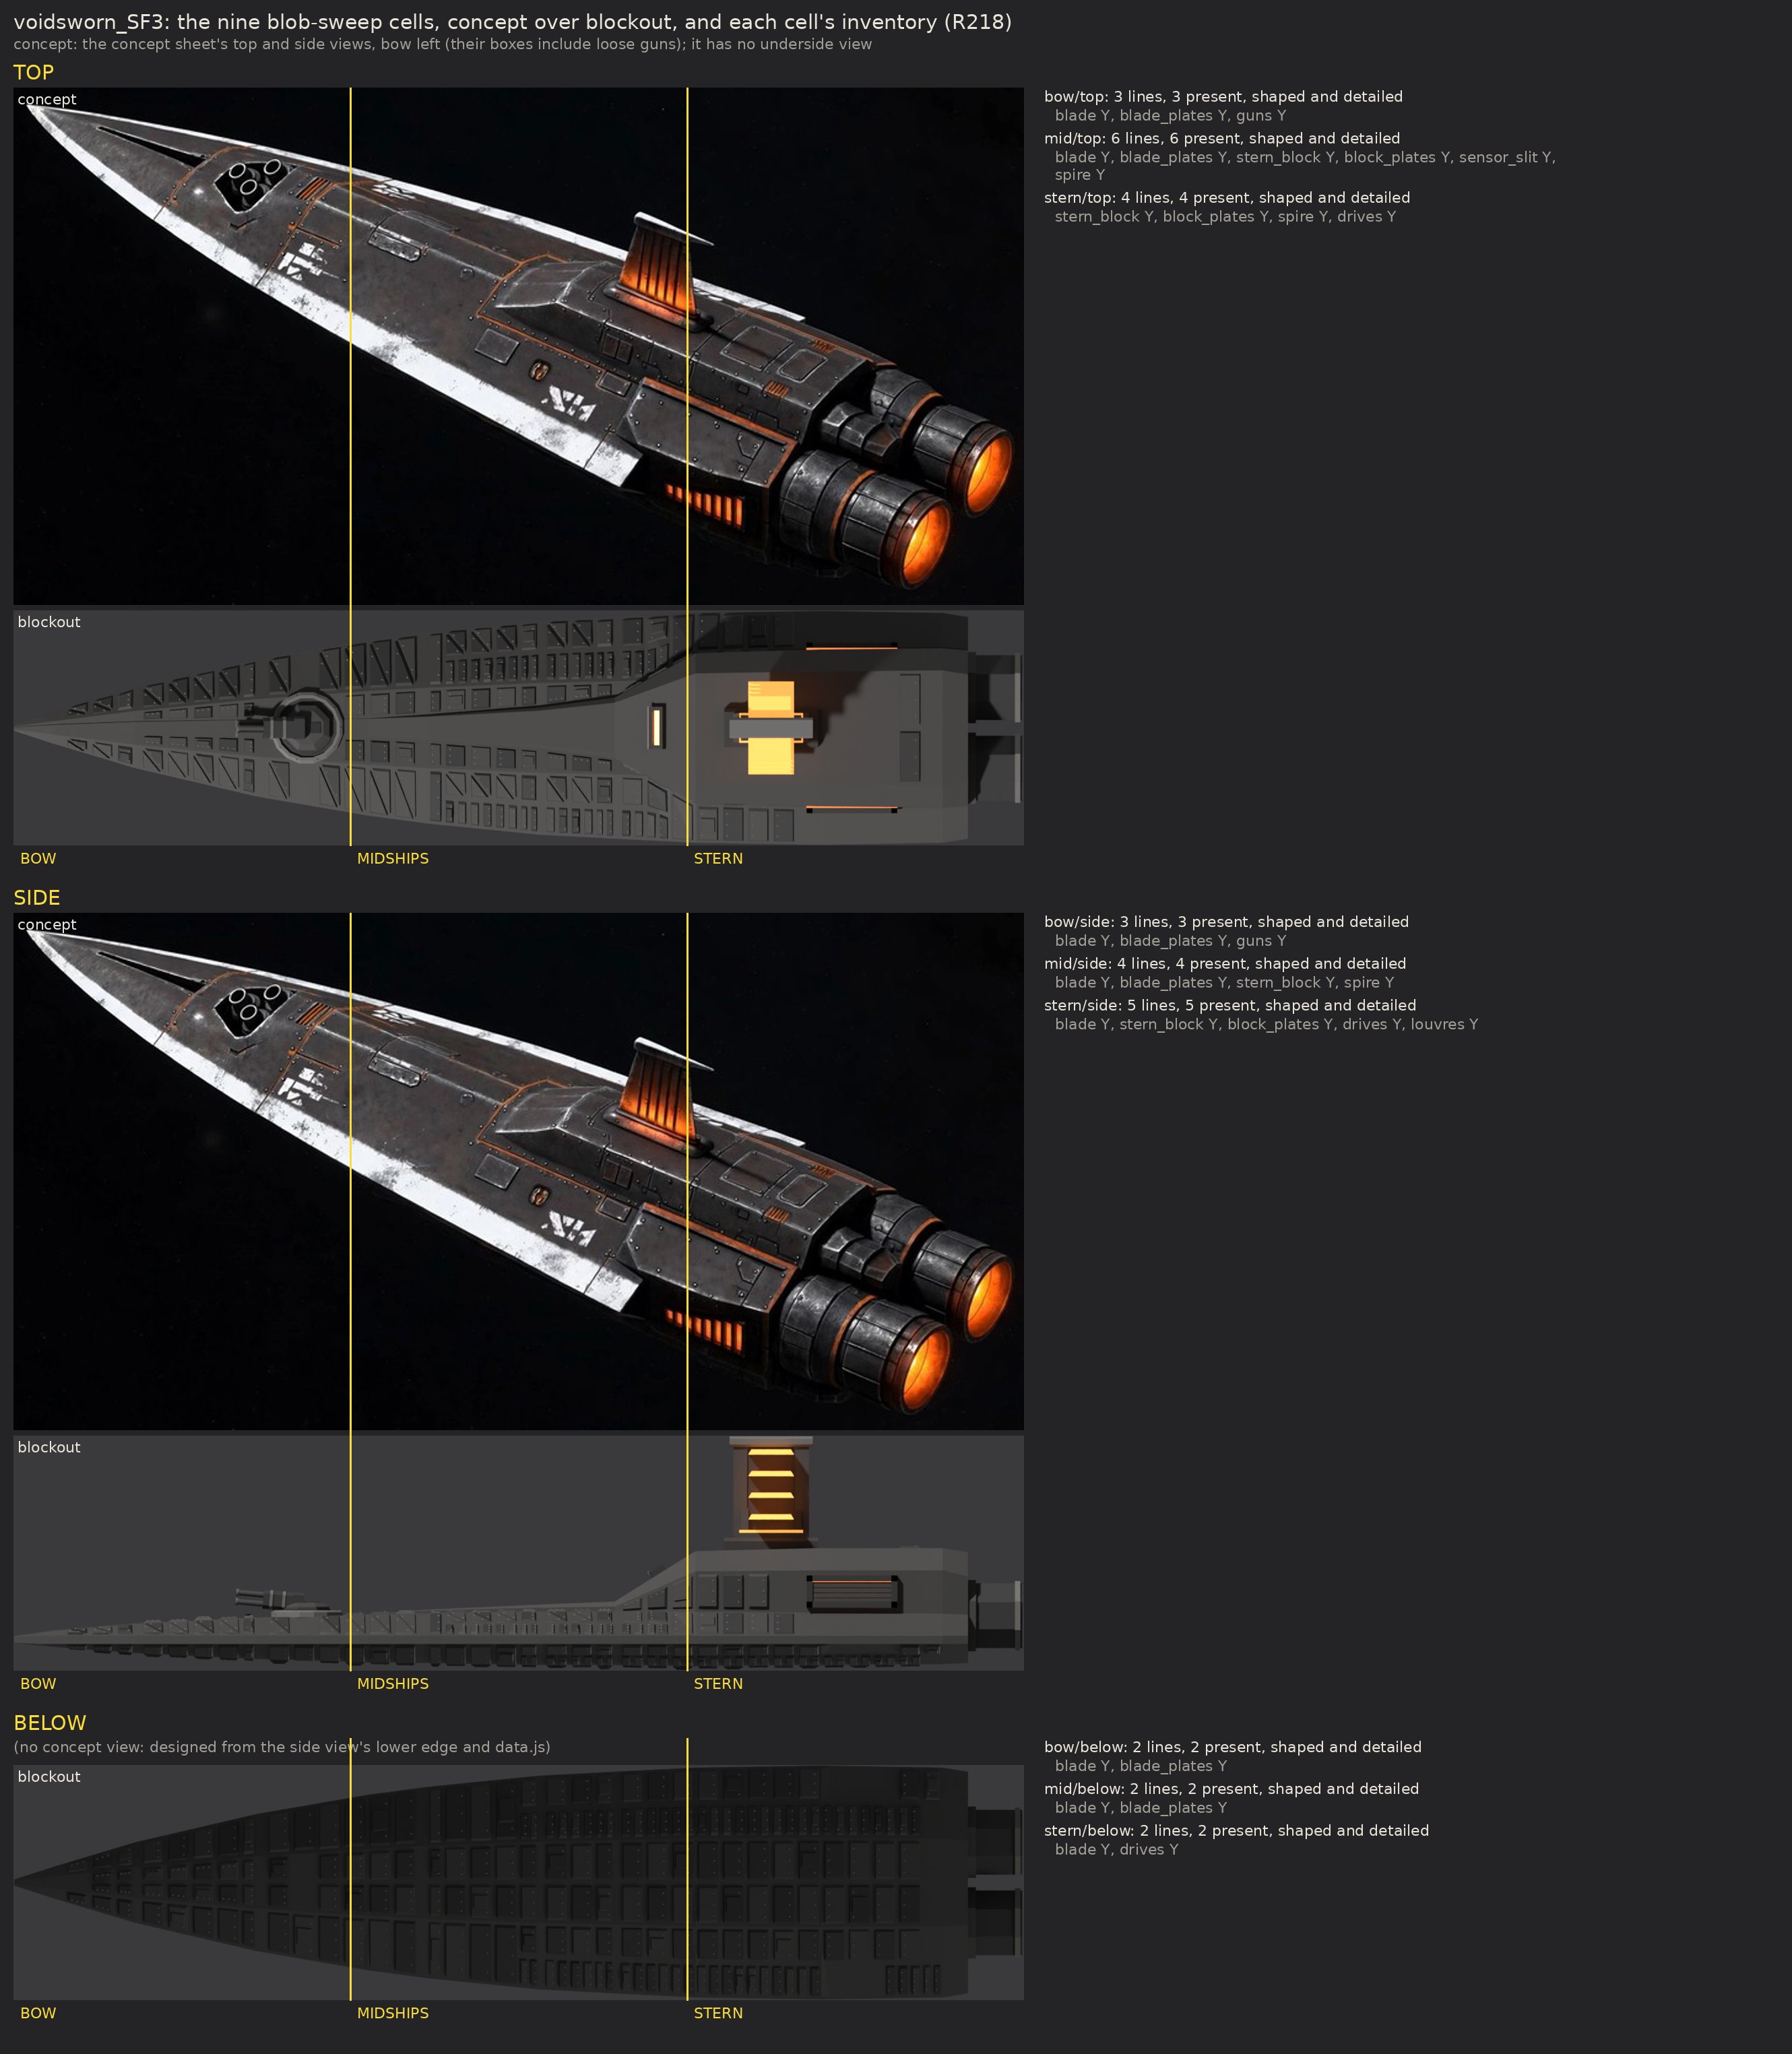 voidsworn_SF3: the nine blob-sweep cells, concept over blockout, and each cell's inventory (R218)
concept: the concept sheet's top and side views, bow left (their boxes include loose guns); it has no underside view
TOP
concept
bow/top: 3 lines, 3 present, shaped and detailed
blade Y, blade_plates Y, guns Y
mid/top: 6 lines, 6 present, shaped and detailed
blade Y, blade_plates Y, stern_block Y, block_plates Y, sensor_slit Y,
spire Y
stern/top: 4 lines, 4 present, shaped and detailed
stern_block Y, block_plates Y, spire Y, drives Y
blockout
BOW
MIDSHIPS
STERN
SIDE
concept
bow/side: 3 lines, 3 present, shaped and detailed
blade Y, blade_plates Y, guns Y
mid/side: 4 lines, 4 present, shaped and detailed
blade Y, blade_plates Y, stern_block Y, spire Y
stern/side: 5 lines, 5 present, shaped and detailed
blade Y, stern_block Y, block_plates Y, drives Y, louvres Y
blockout
BOW
MIDSHIPS
STERN
BELOW
(no concept view: designed from the side view's lower edge and data.js)
blockout
bow/below: 2 lines, 2 present, shaped and detailed
blade Y, blade_plates Y
mid/below: 2 lines, 2 present, shaped and detailed
blade Y, blade_plates Y
stern/below: 2 lines, 2 present, shaped and detailed
blade Y, drives Y
BOW
MIDSHIPS
STERN